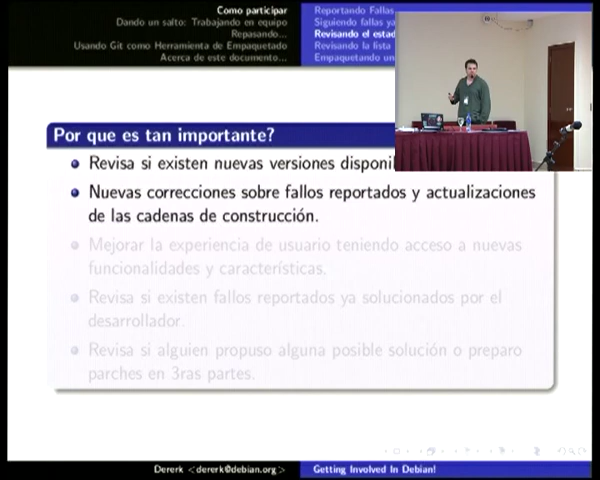 Como participar
Dando un salto: Trabajando en equipo
Repasando...
Usando Git como Herramienta de Empaquetado
Acerca de este documento...
Reportando Fallas
Siguiendo fallas ya
Revisando el estad
Revisando la lista
Empaquetando un
Por que es tan importante?
Revisa si existen nuevas versiones disponi
Nuevas correcciones sobre fallos reportados y actualizaciones
de las cadenas de construcción.
Mejorar la experiencia de usuario teniendo acceso a nuevas
funcionalidades y características.
Revisa si existen fallos reportados ya solucionados por el
desarrollador.
Revisa si alguien propuso alguna posible solución o preparo
parches en 3ras partes.
Dererk <dererk@debian.org>
Getting Involved In Debian!